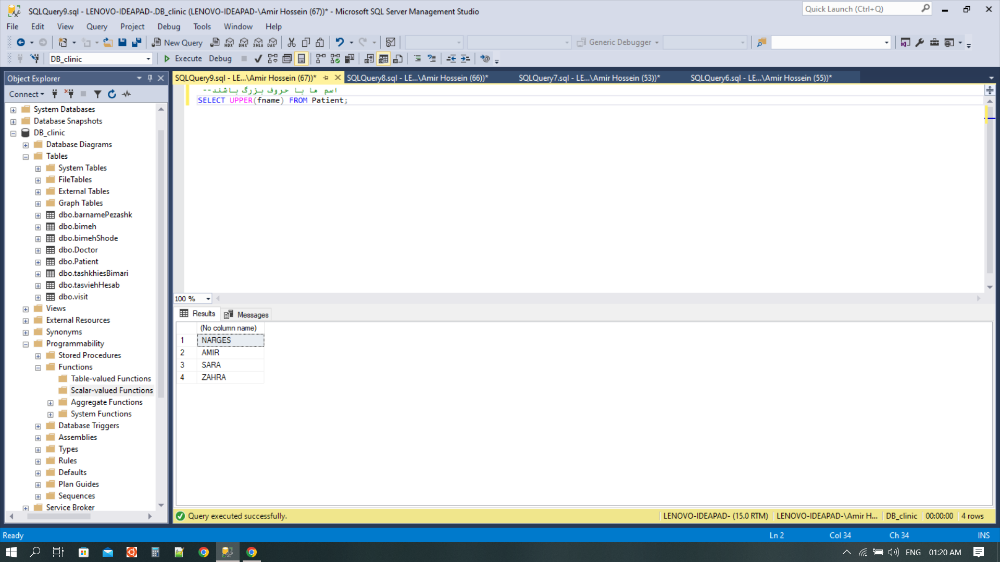 SQLQuery9.sql - LENOVO-IDEAPAD-.DB_clinic (LENOVO-IDEAPAD-\Amir Hossein (67))* - Microsoft SQL Server Management Studio
Quick Launch (Ctrl+Q)
File Edit View Query Project Debug Tools Window Help
New Query MDX DMX XMLA DAX Generic Debugger
DB_clinic Execute Debug
Object Explorer
SQLQuery9.sql - LE...\Amir Hossein (67))* SQLQuery8.sql - LE...\Amir Hossein (66))* SQLQuery7.sql - LE...\Amir Hossein (53))* SQLQuery6.sql - LE...\Amir Hossein (55))*
Connect
--اسم ها با حروف بزرگ باشند
SELECT UPPER(fname) FROM Patient;
System Databases
Database Snapshots
DB_clinic
Database Diagrams
Tables
System Tables
FileTables
External Tables
Graph Tables
dbo.barnamePezashk
dbo.bimeh
dbo.bimehShode
dbo.Doctor
dbo.Patient
dbo.tashkhiesBimari
dbo.tasviehHesab
dbo.visit
Views
External Resources
Synonyms
Programmability
Stored Procedures
Functions
Table-valued Functions
Scalar-valued Functions
Aggregate Functions
System Functions
Database Triggers
Assemblies
Types
Rules
Defaults
Plan Guides
Sequences
Service Broker
100 %
Results Messages
(No column name)
1 NARGES
2 AMIR
3 SARA
4 ZAHRA
Query executed successfully. LENOVO-IDEAPAD- (15.0 RTM) LENOVO-IDEAPAD-\Amir H... DB_clinic 00:00:00 4 rows
Ready Ln 2 Col 34 Ch 34 INS
ENG 01:20 AM